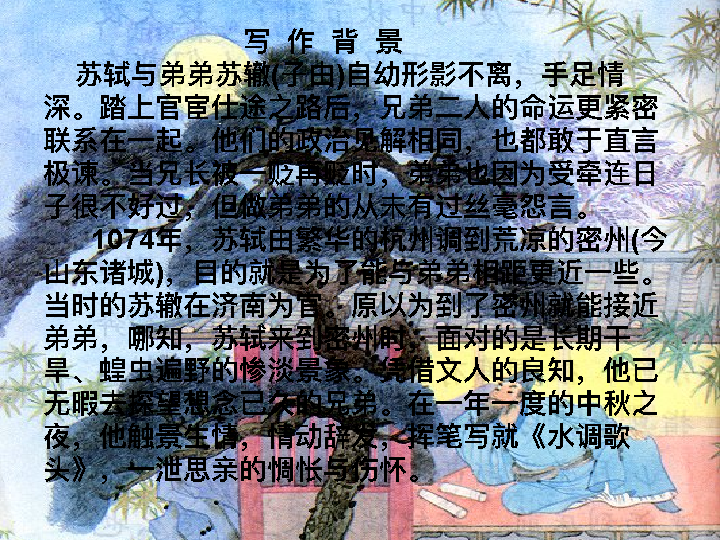 写 作 背 景
苏轼与弟弟苏辙(子由)自幼形影不离，手足情
深。踏上官宦仕途之路后，兄弟二人的命运更紧密
联系在一起。他们的政治见解相同，也都敢于直言
极谏。当兄长被一贬再贬时，弟弟也因为受牵连日
子很不好过，但做弟弟的从未有过丝毫怨言。
1074年，苏轼由繁华的杭州调到荒凉的密州(今
山东诸城)，目的就是为了能与弟弟相距更近一些。
当时的苏辙在济南为官。原以为到了密州就能接近
弟弟，哪知，苏轼来到密州时，面对的是长期干
旱、蝗虫遍野的惨淡景象。凭借文人的良知，他已
无暇去探望想念已久的兄弟。在一年一度的中秋之
夜，他触景生情，情动辞发，挥笔写就《水调歌
头》，一泄思亲的惆怅与伤怀。